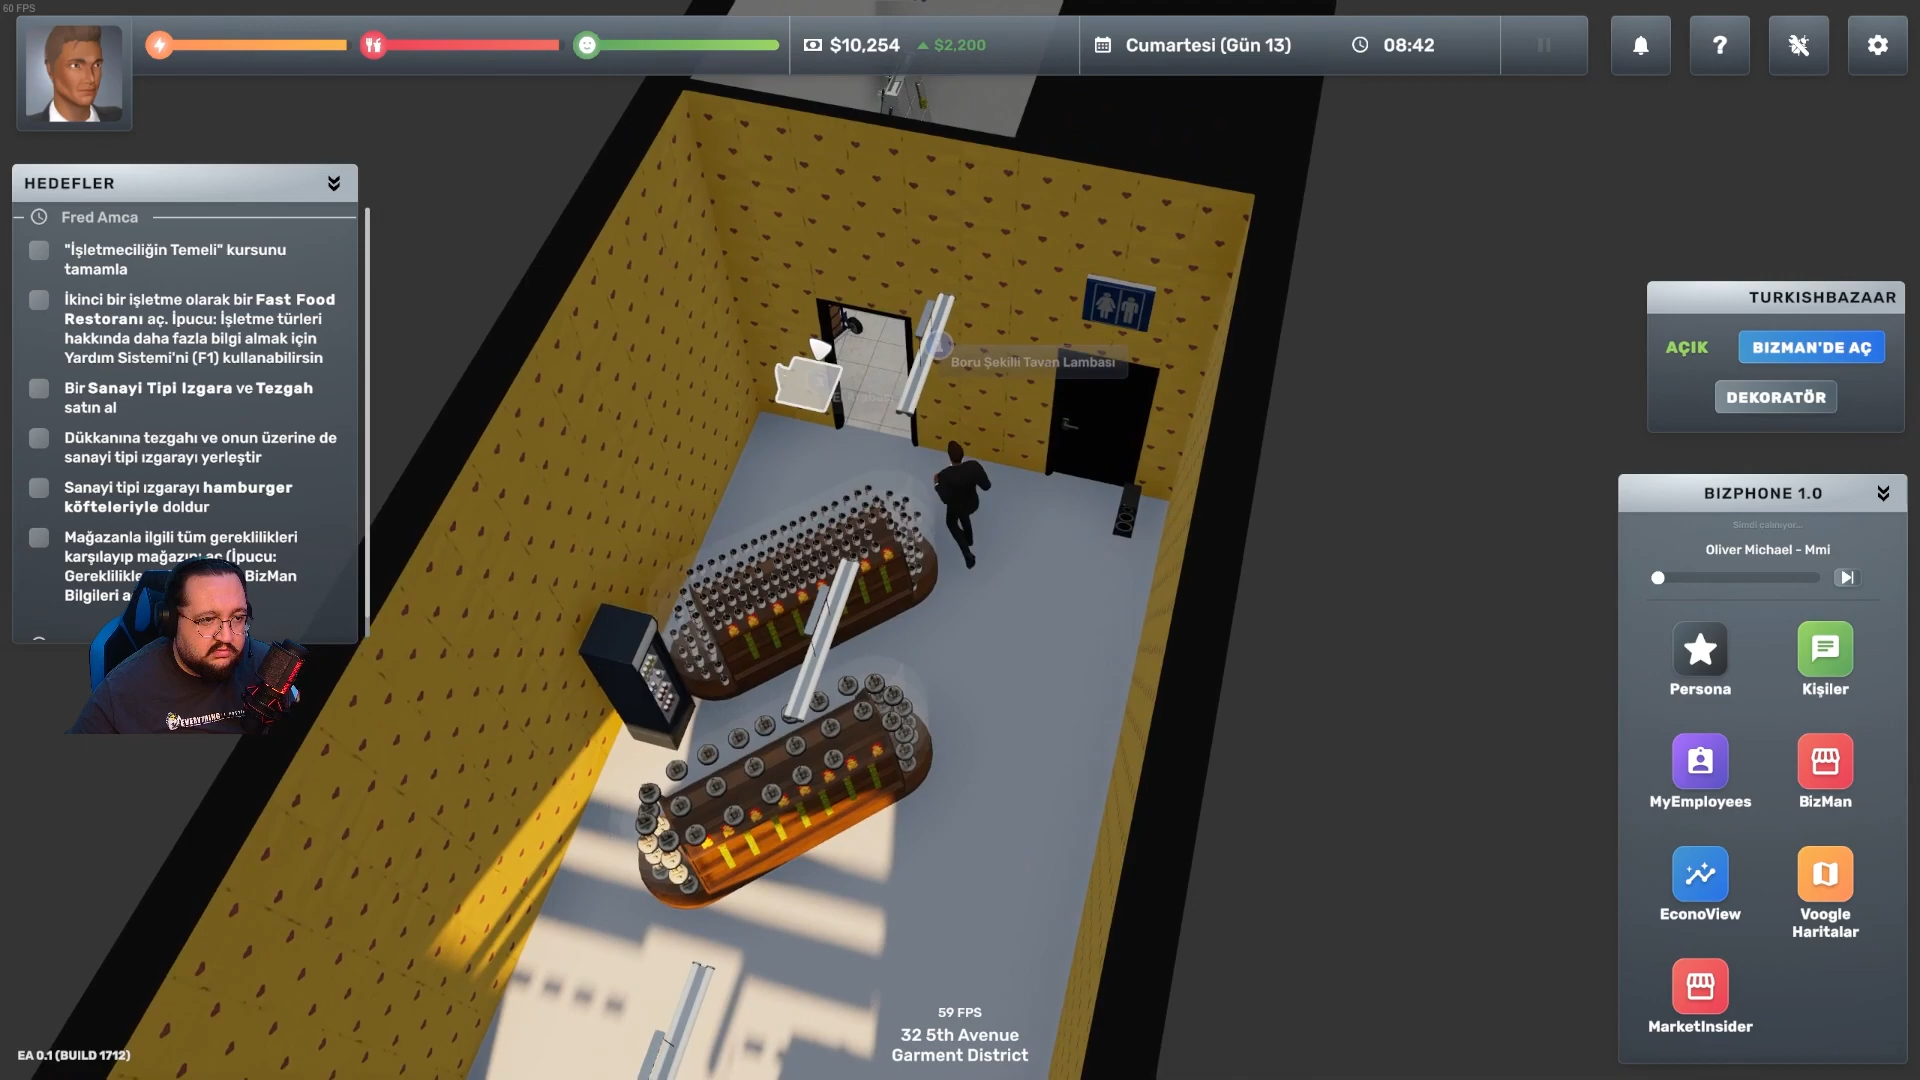 60 FPS
$10,254
$2,200
Cumartesi (Gün 13)
08:42
HEDEFLER
Fred Amca
"İşletmeciliğin Temeli" kursunu
tamamla
İkinci bir işletme olarak bir Fast Food
Restoranı aç. İpucu: İşletme türleri
hakkında daha fazla bilgi almak için
Yardım Sistemi'ni (F1) kullanabilirsin
Bir Sanayi Tipi Izgara ve Tezgah
satın al
Dükkanına tezgahı ve onun üzerine de
sanayi tipi ızgarayı yerleştir
Sanayi tipi ızgarayı hamburger
köfteleriyle doldur
Mağazanla ilgili tüm gereklilikleri
karşılayıp mağazanı aç (İpucu:
BizMan
Bilgileri
Boru Şekilli Tavan Lambası
TURKISHBAZAAR
AÇIK
BIZMAN'DE AÇ
DEKORATÖR
BIZPHONE 1.0
Şimdi çalınıyor...
Oliver Michael - Mmi
Persona
Kişiler
MyEmployees
BizMan
EconoView
Voogle
Haritalar
MarketInsider
EVERYTHING
59 FPS
32 5th Avenue
Garment District
EA 0.1 (BUILD 1712)